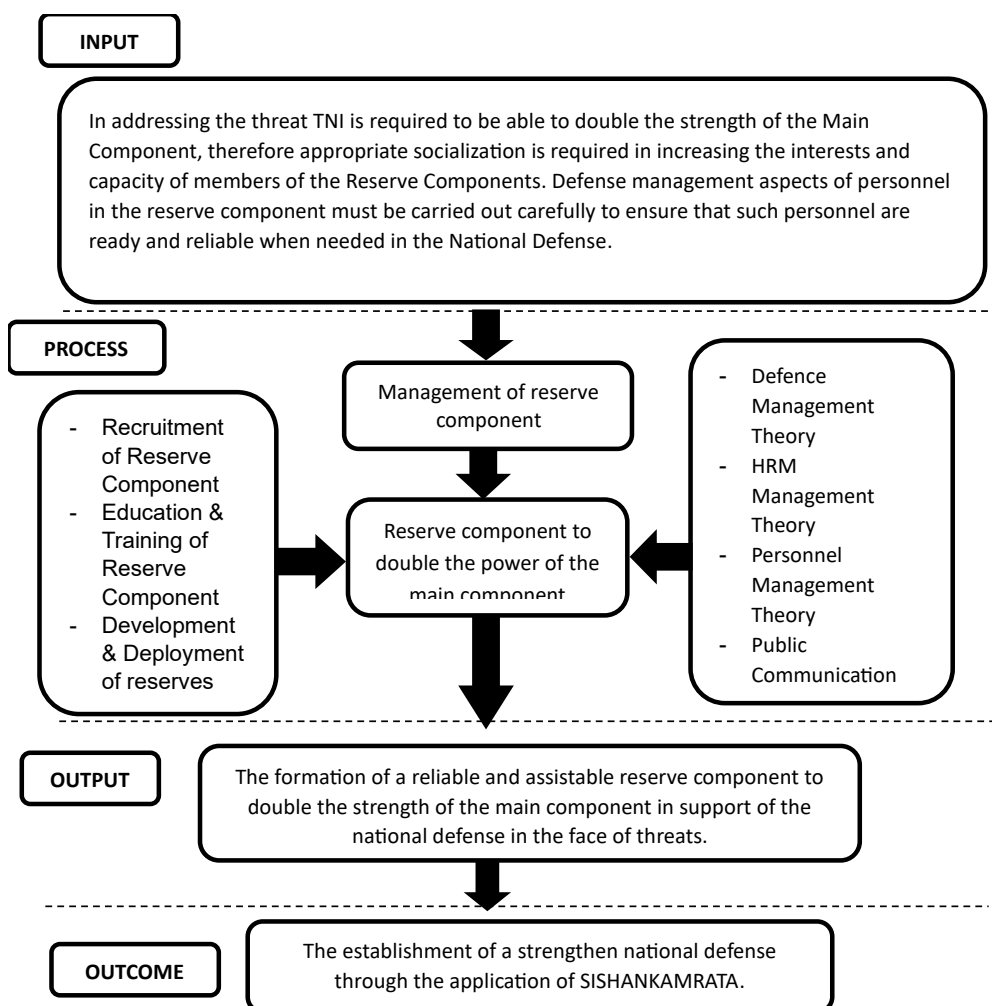 INPUT
In addressing the threat TNI is required to be able to double the strength of the Main
Component, therefore appropriate socialization is required in increasing the interests and
capacity of members of the Reserve Components. Defense management aspects of personnel
in the reserve component must be carried out carefully to ensure that such personnel are
ready and reliable when needed in the National Defense.
PROCESS
- Recruitment
of Reserve
Component
- Education &
Training of
Reserve
Component
- Development
& Deployment
of reserves
Management of reserve
component
Reserve component to
double the power of the
main component
- Defence
Management
Theory
- HRM
Management
Theory
- Personnel
Management
Theory
- Public
Communication
OUTPUT
The formation of a reliable and assistable reserve component to
double the strength of the main component in support of the
national defense in the face of threats.
OUTCOME
The establishment of a strengthen national defense
through the application of SISHANKAMRATA.